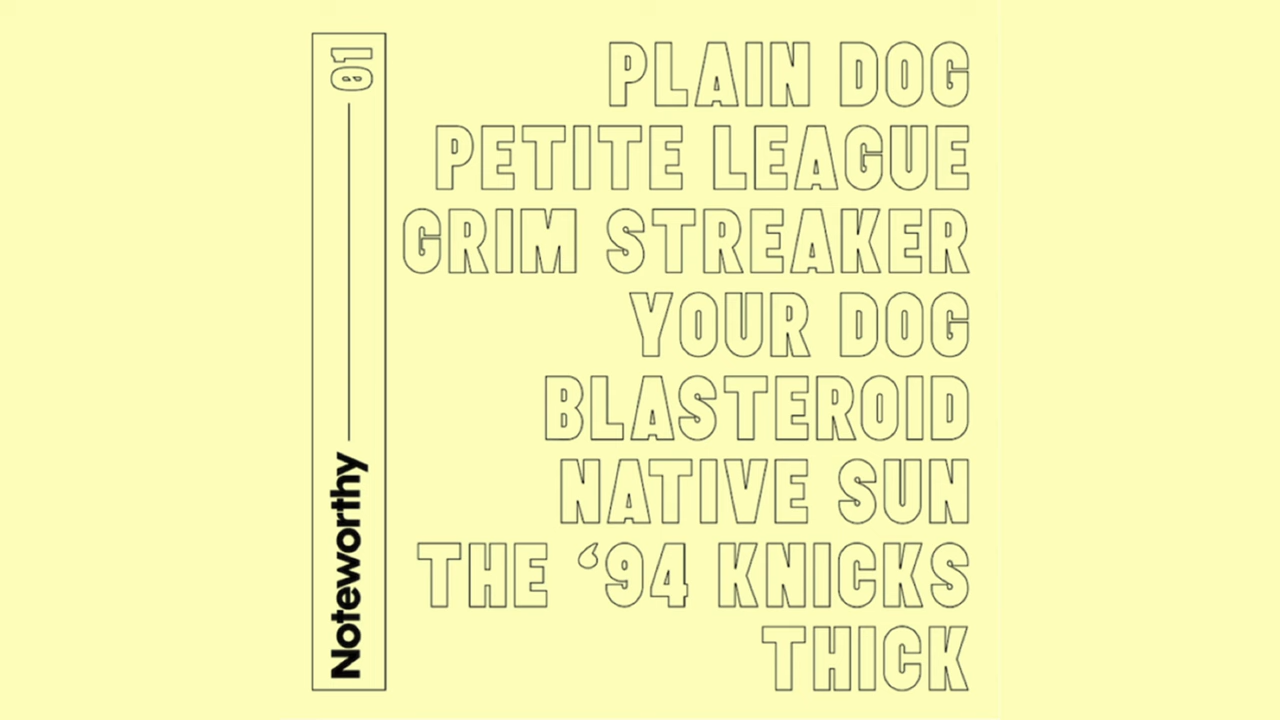 Noteworthy 01
PLAIN DOG
PETITE LEAGUE
GRIM STREAKER
YOUR DOG
BLASTEROID
NATIVE SUN
THE ‘94 KNICKS
THICK